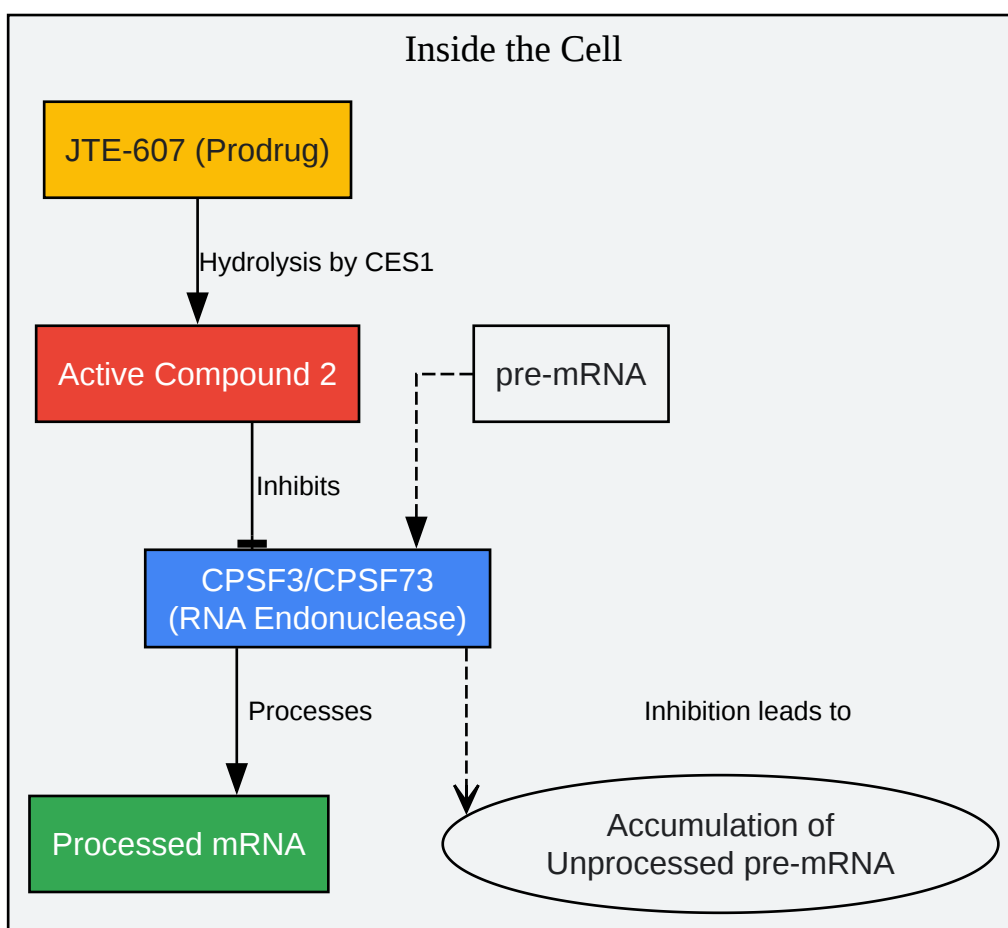 Inside the Cell
JTE-607 (Prodrug)
Hydrolysis by CES1
Active Compound 2
pre-mRNA
Inhibits
CPSF3/CPSF73
(RNA Endonuclease)
Processes
Inhibition leads to
Processed mRNA
Accumulation of
Unprocessed pre-mRNA